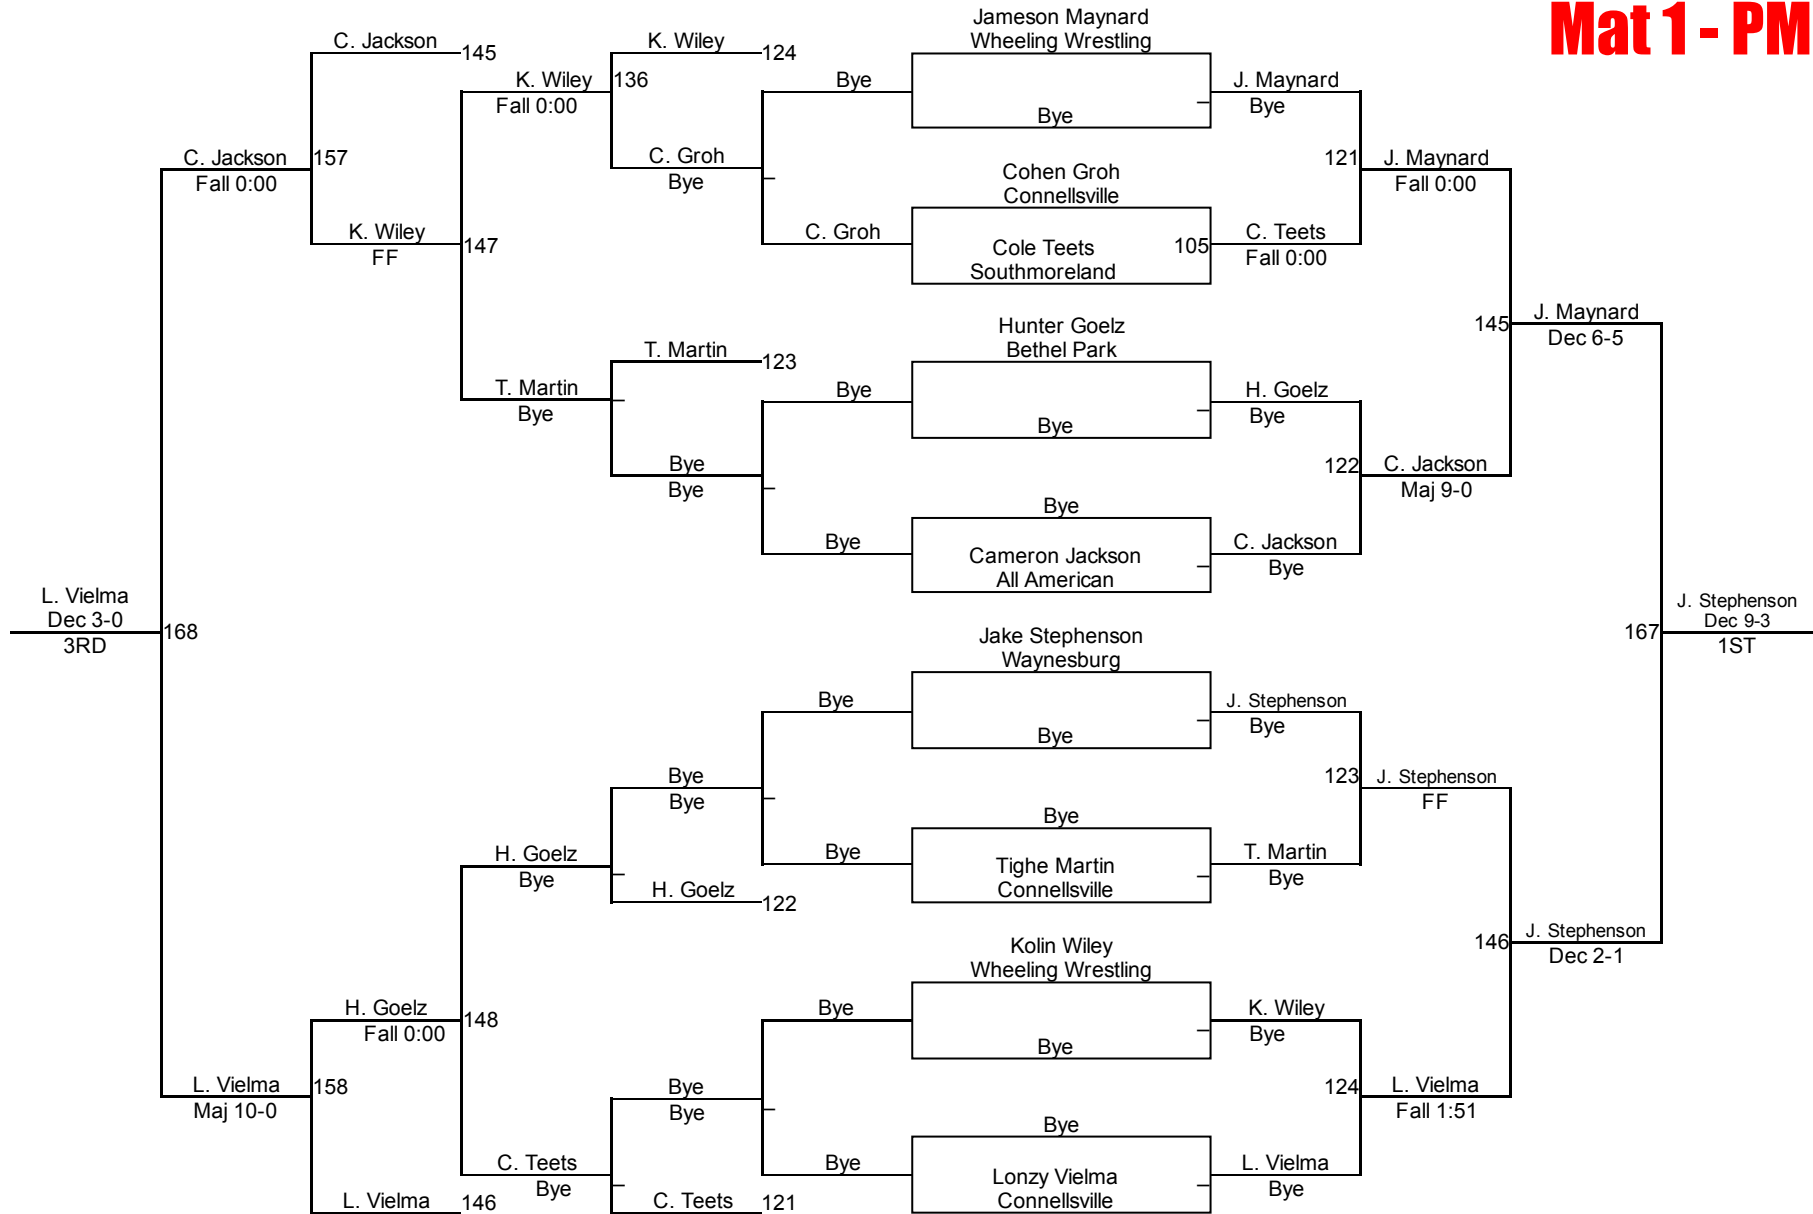 Mat 1 - PM
Jameson Maynard
Wheeling Wrestling
C. Jackson
145
K. Wiley
124
K. Wiley
136
Fall 0:00
Bye
Bye
J. Maynard
Bye
C. Jackson
157
Fall 0:00
C. Groh
Bye
121
J. Maynard
Fall 0:00
Cohen Groh
Connellsville
K. Wiley
FF
147
C. Groh
Cole Teets
Southmoreland
105
C. Teets
Fall 0:00
145
J. Maynard
Dec 6-5
Hunter Goelz
Bethel Park
T. Martin
123
T. Martin
Bye
Bye
Bye
H. Goelz
Bye
Bye
Bye
122
C. Jackson
Maj 9-0
Bye
Bye
Cameron Jackson
All American
C. Jackson
Bye
L. Vielma
Dec 3-0
3RD
168
Jake Stephenson
Waynesburg
167
J. Stephenson
Dec 9-3
1ST
Bye
Bye
J. Stephenson
Bye
Bye
Bye
123
J. Stephenson
FF
Bye
H. Goelz
Bye
Bye
Tighe Martin
Connellsville
T. Martin
Bye
H. Goelz
122
146
J. Stephenson
Dec 2-1
Kolin Wiley
Wheeling Wrestling
H. Goelz
Fall 0:00
148
Bye
Bye
K. Wiley
Bye
L. Vielma
158
Maj 10-0
Bye
Bye
124
L. Vielma
Fall 1:51
Bye
C. Teets
Bye
Bye
Lonzy Vielma
Connellsville
L. Vielma
Bye
L. Vielma
146
C. Teets
121